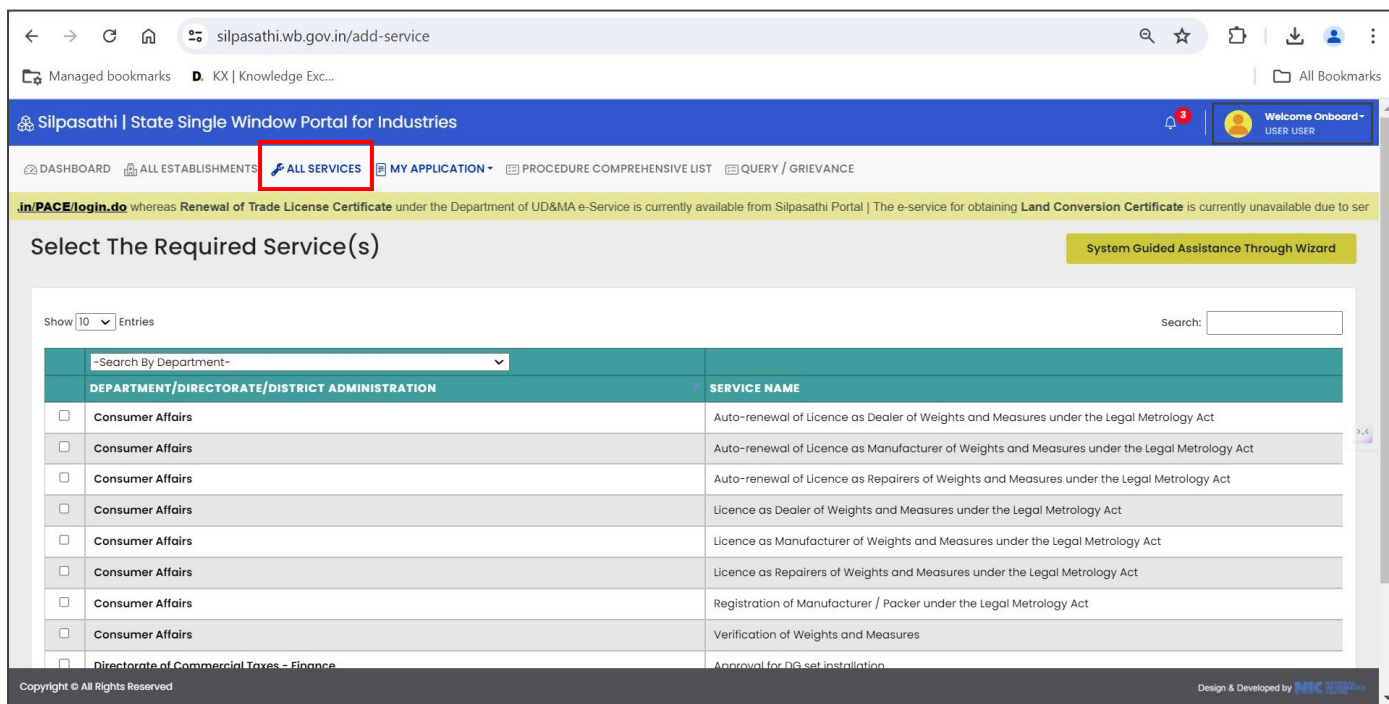 silpasathi.wb.gov.in/add-service
Managed bookmarks D. KX | Knowledge Exc... All Bookmarks
Silpasathi | State Single Window Portal for Industries 3 Welcome Onboard
USER USER
DASHBOARD ALL ESTABLISHMENTS ALL SERVICES MY APPLICATION PROCEDURE COMPREHENSIVE LIST QUERY / GRIEVANCE
.in/PACE/login.do whereas Renewal of Trade License Certificate under the Department of UD&MA e-Service is currently available from Silpasathi Portal | The e-service for obtaining Land Conversion Certificate is currently unavailable due to ser
Select The Required Service(s) System Guided Assistance Through Wizard
Show 10 Entries Search:
-Search By Department-
DEPARTMENT/DIRECTORATE/DISTRICT ADMINISTRATION SERVICE NAME
Consumer Affairs Auto-renewal of Licence as Dealer of Weights and Measures under the Legal Metrology Act
Consumer Affairs Auto-renewal of Licence as Manufacturer of Weights and Measures under the Legal Metrology Act
Consumer Affairs Auto-renewal of Licence as Repairers of Weights and Measures under the Legal Metrology Act
Consumer Affairs Licence as Dealer of Weights and Measures under the Legal Metrology Act
Consumer Affairs Licence as Manufacturer of Weights and Measures under the Legal Metrology Act
Consumer Affairs Licence as Repairers of Weights and Measures under the Legal Metrology Act
Consumer Affairs Registration of Manufacturer / Packer under the Legal Metrology Act
Consumer Affairs Verification of Weights and Measures
Directorate of Commercial Taxes - Finance Approval for DG set installation
Copyright © All Rights Reserved Design & Developed by NIC NATIONAL INFORMATICS CENTRE